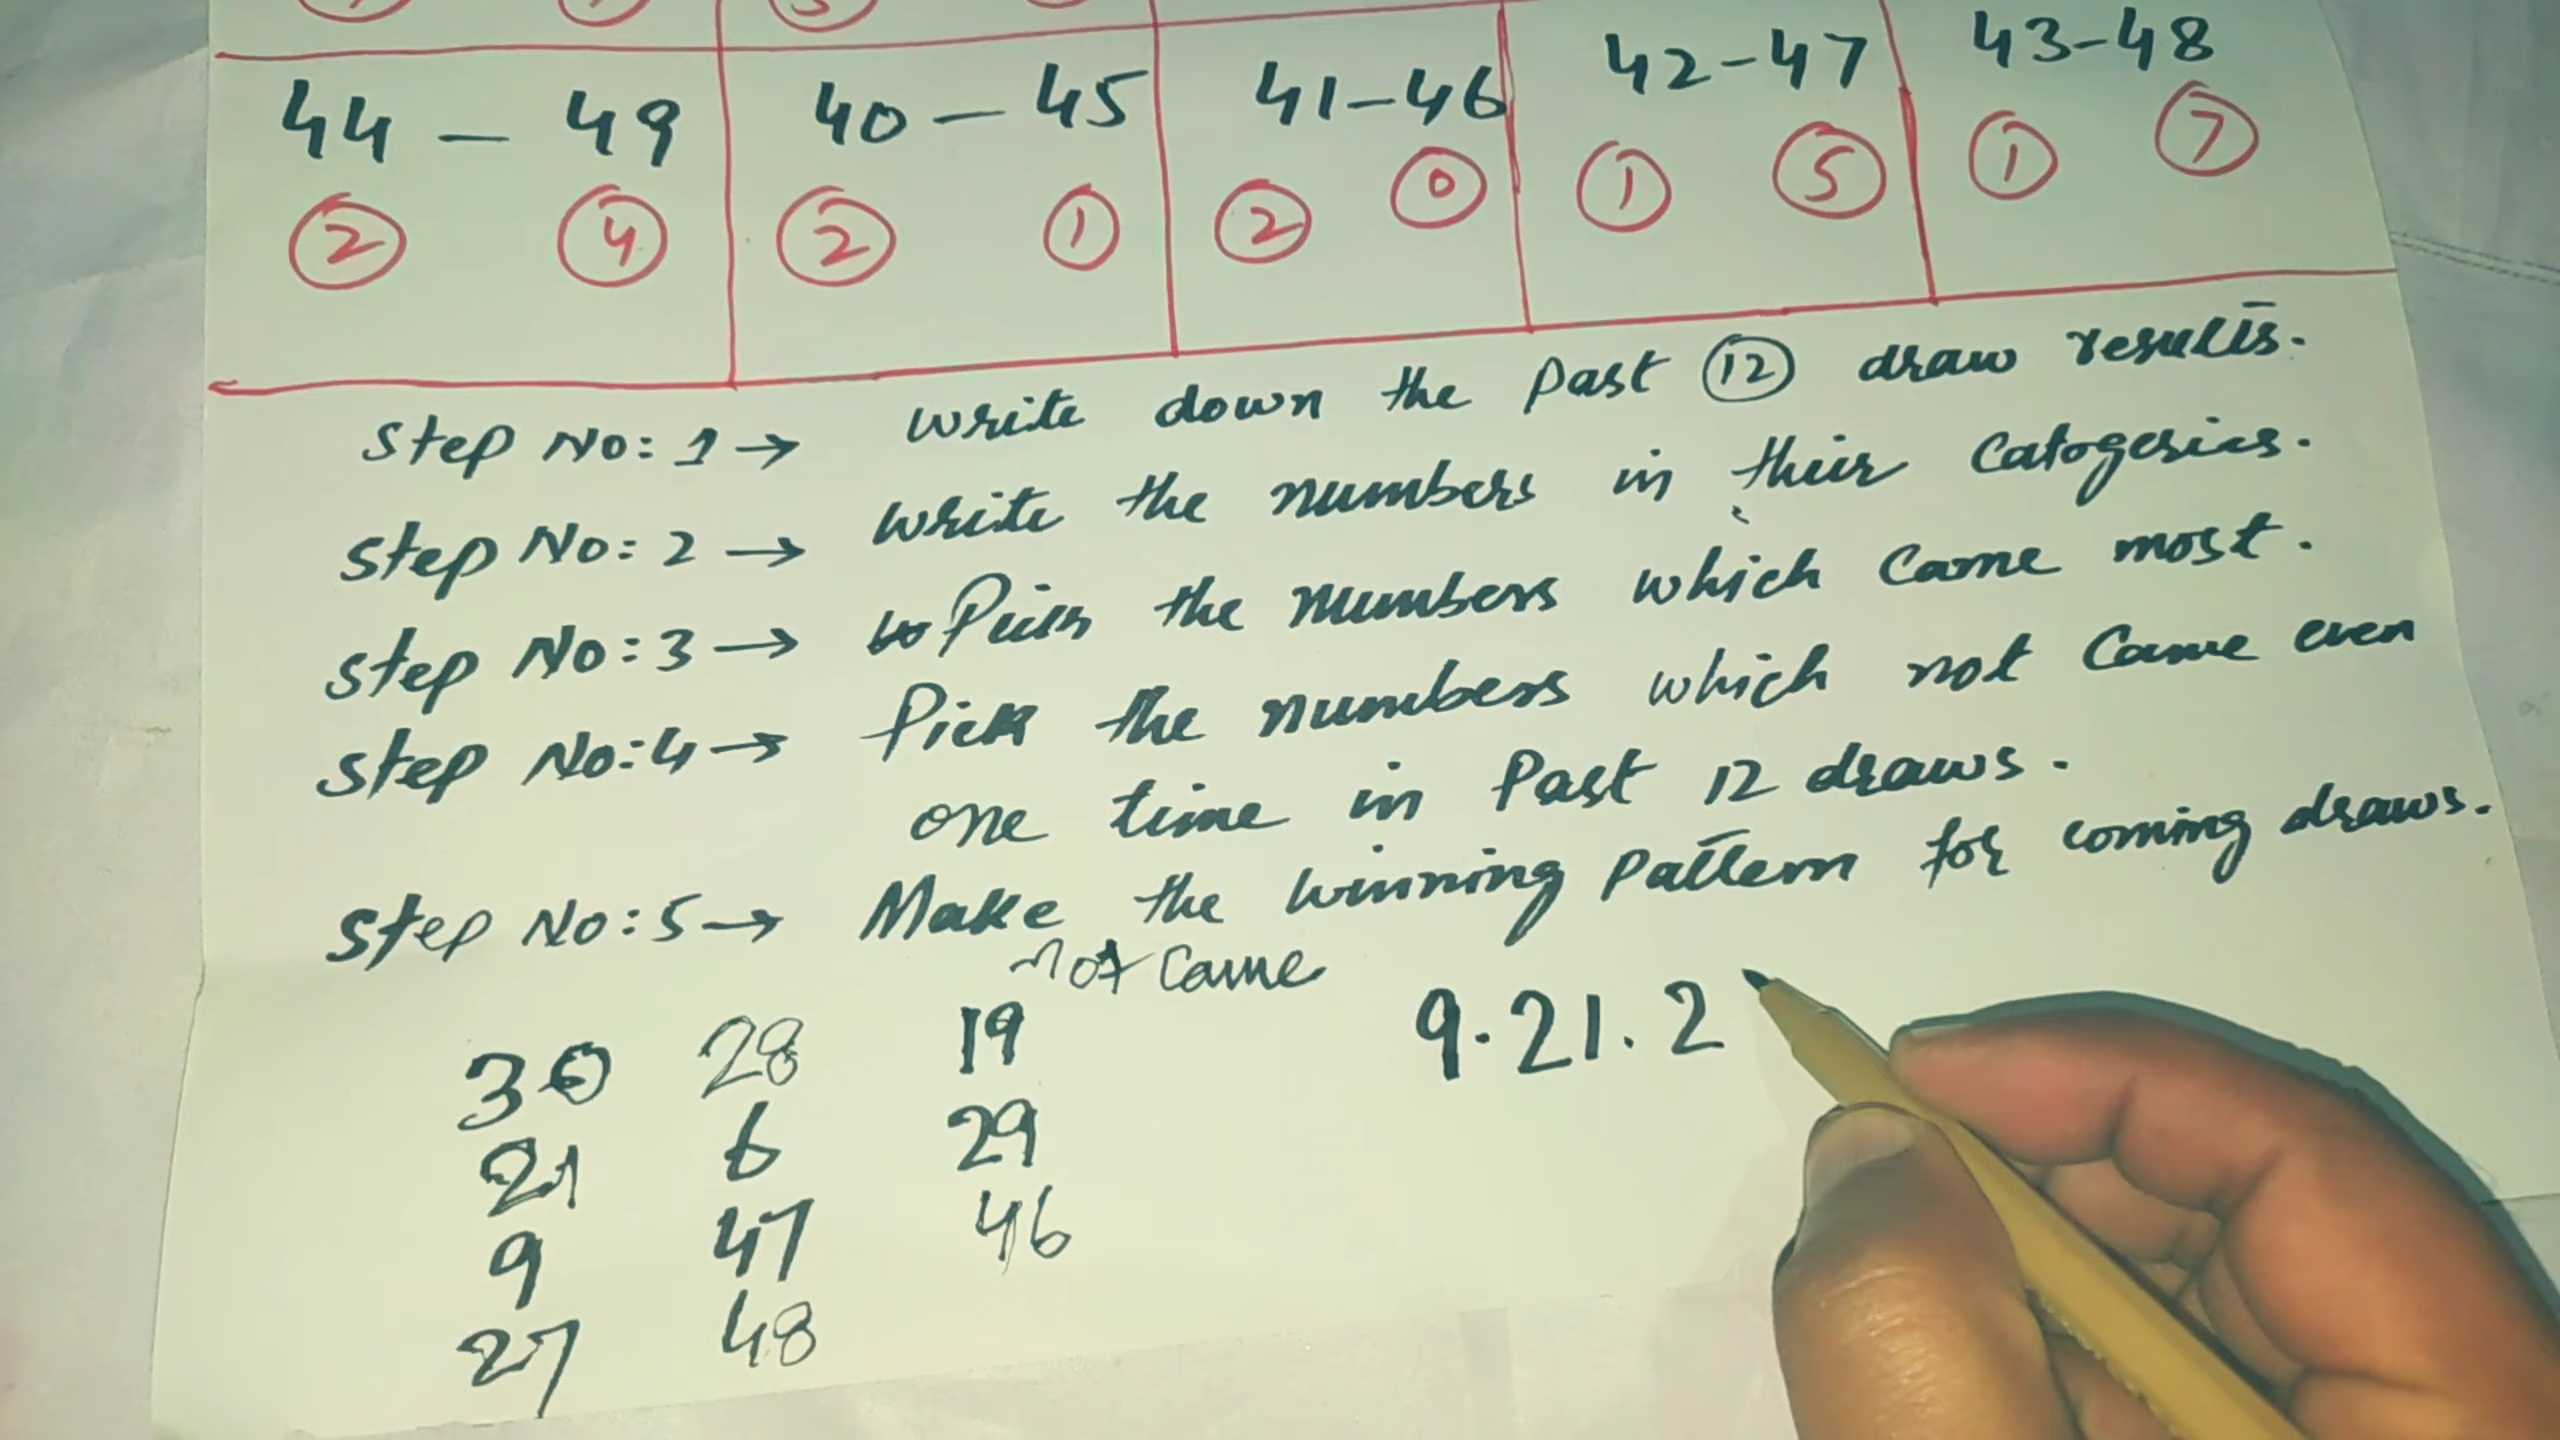 44 - 49 40 - 45 41-46 42-47 43-48
2 4 2 1 2 0 1 5 1 7
Step No: 1 → write down the Past 12 draw results.
Step No: 2 → write the numbers in their Catogeries.
Step No: 3 → Pick the numbers which Came most.
Step No: 4 → Pick the numbers which not Came even
one time in Past 12 draws.
Step No: 5 → Make the winning Pattern for coming draws.
not Came
30 28 19 9.21.2
21 6 29
9 47 46
27 48